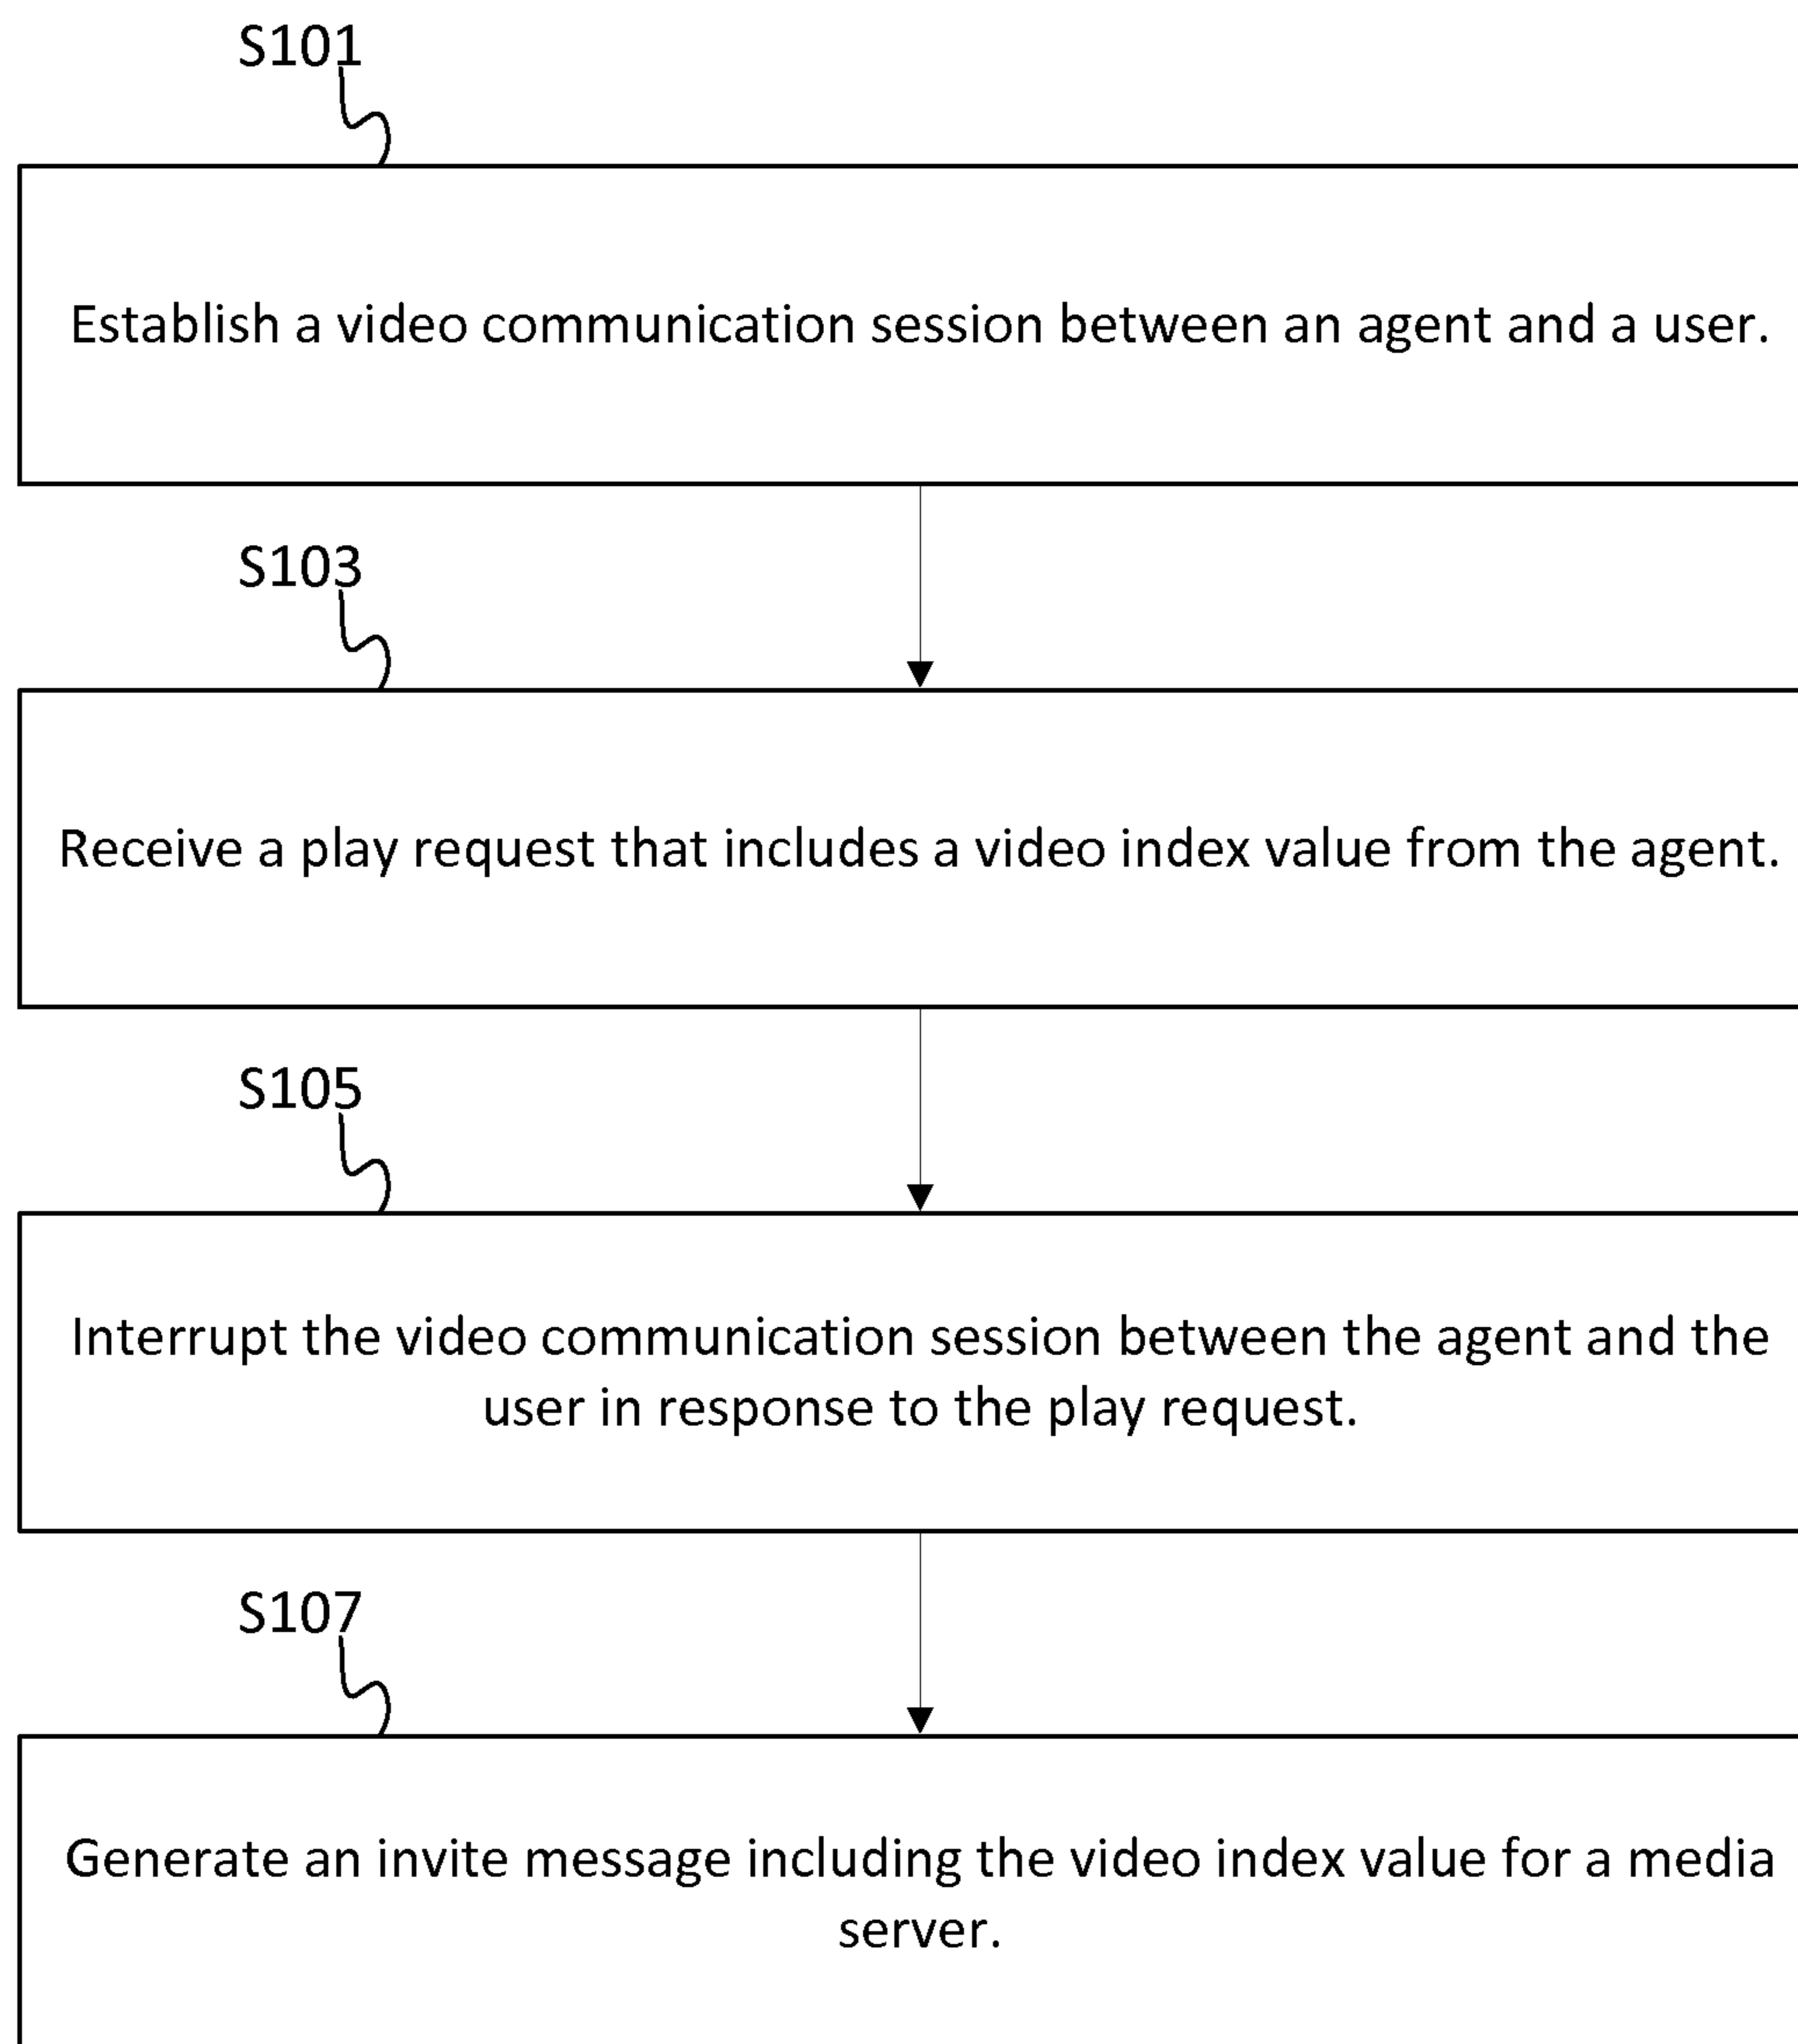 S101
Establish a video communication session between an agent and a user.
S103
Receive a play request that includes a video index value from the agent.
S105
Interrupt the video communication session between the agent and the
user in response to the play request.
S107
Generate an invite message including the video index value for a media
server.